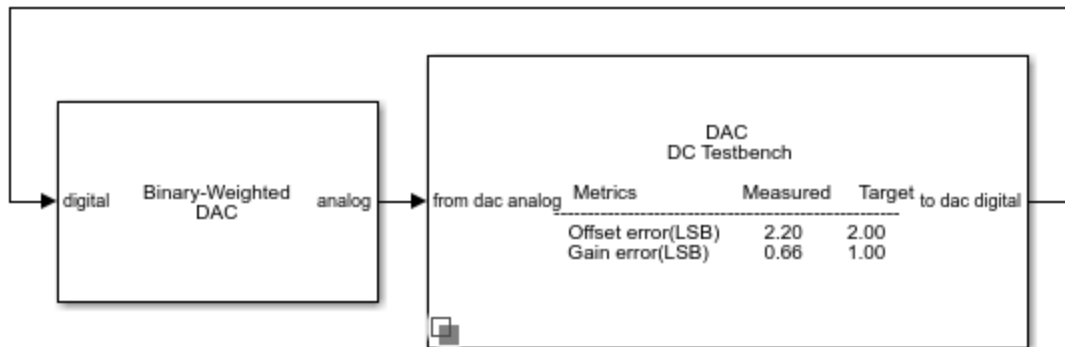 DAC
DC Testbench
digital
Binary-Weighted
DAC
analog
from dac analog
Metrics Measured Target
to dac digital
Offset error(LSB) 2.20 2.00
Gain error(LSB) 0.66 1.00